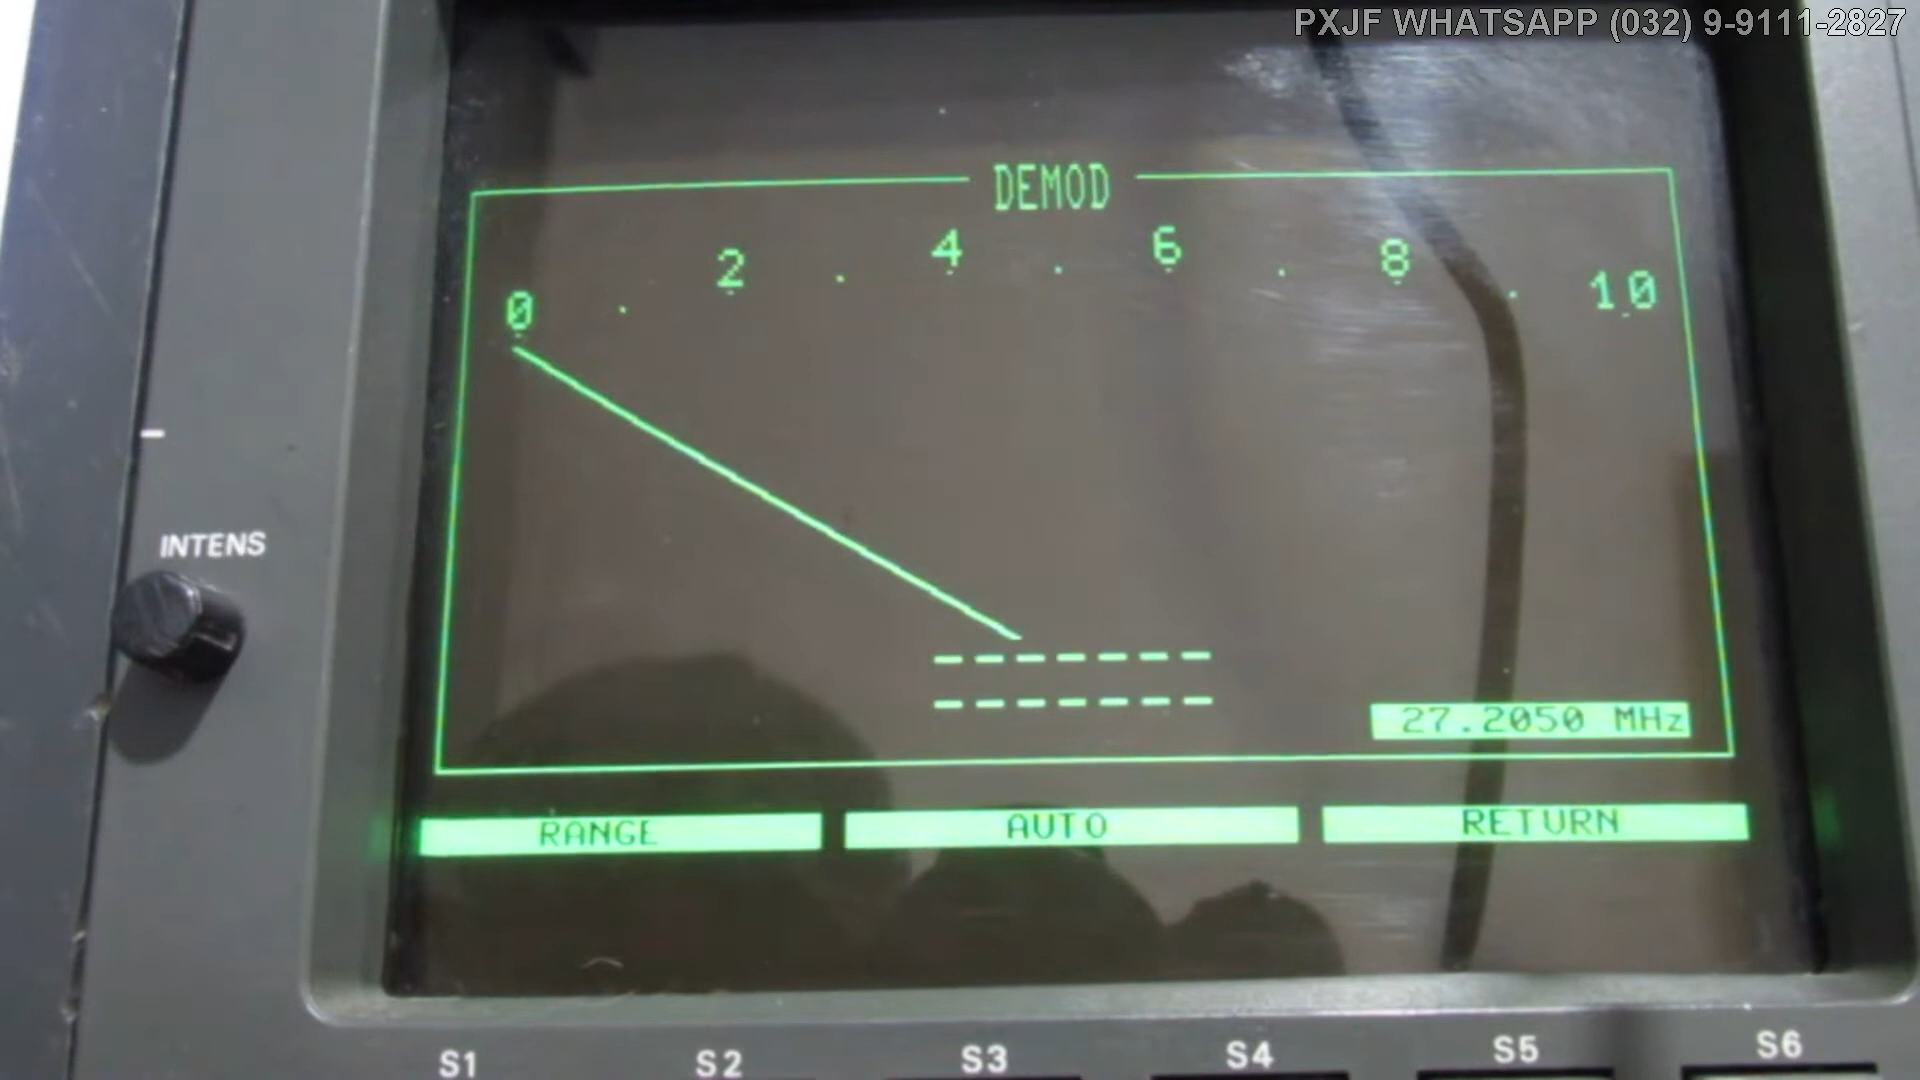 PXJF WHATSAPP (032) 9-9111-2827
DEMOD
0 2 4 6 8 10
INTENS
27.2050 MHz
RANGE AUTO RETURN
S1 S2 S3 S4 S5 S6